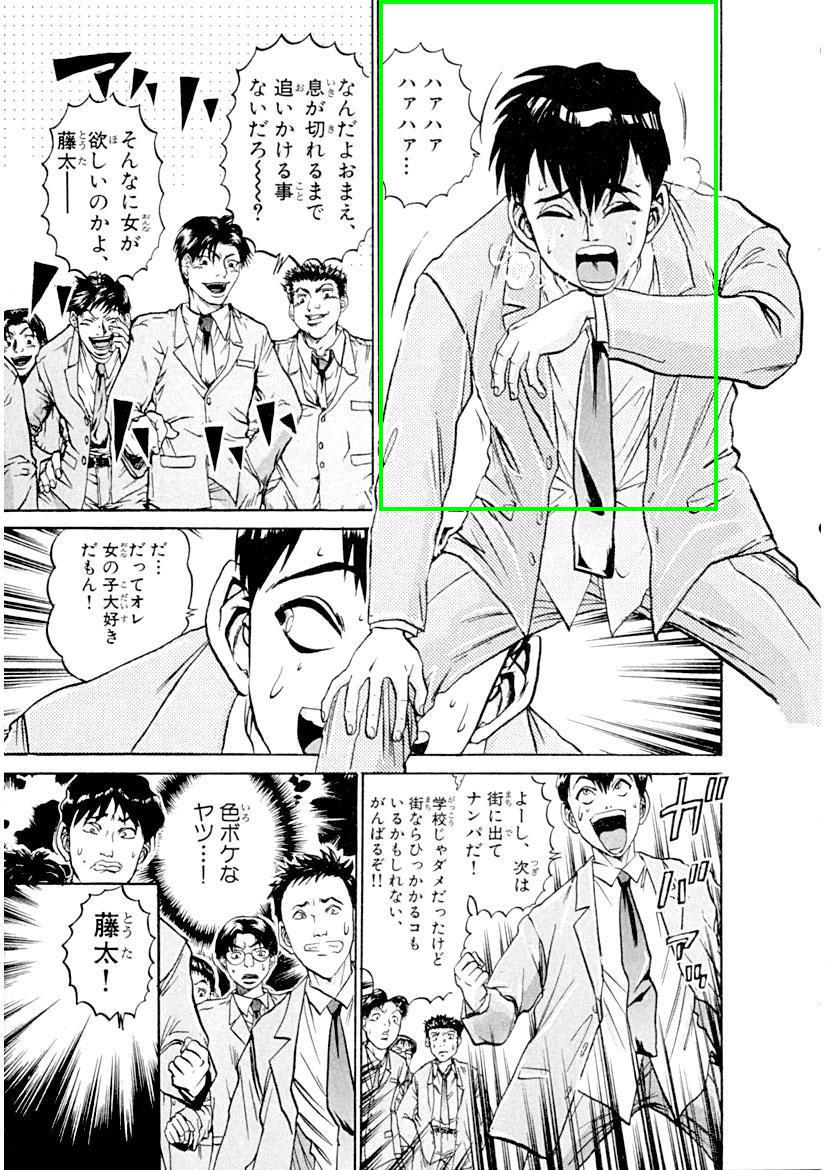 ハァハァ
ハァハァ…
なんだよおまえ、
息が切れるまで
追いかける事
ないだろ〜〜〜?
そんなに女が
欲しいのかよ、
藤太――
アハハハハハ
だ…
だってオレ
女の子大好き
だもん!
よーし、次は
街に出て
ナンパだ!
学校じゃダメだったけど
街ならひっかかるコも
いるかもしれない、
がんばるぞ!!
ガアーッ
色ボケな
ヤツ…!
藤太!